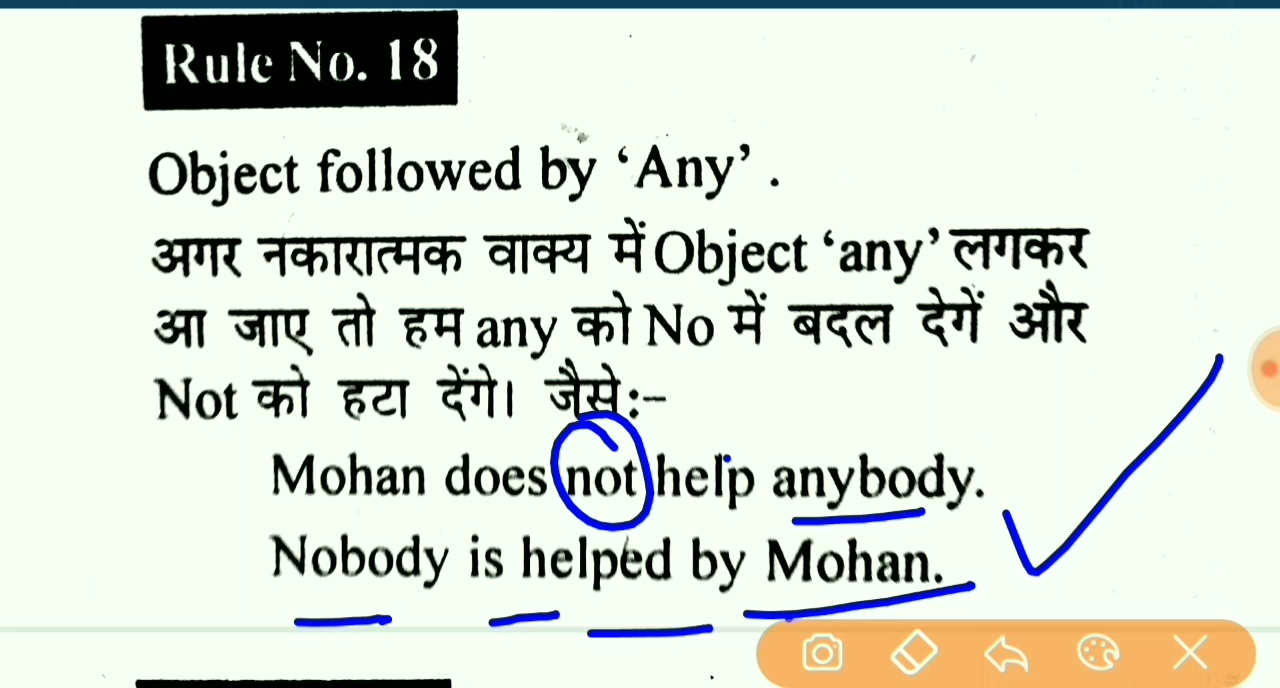 Rule No. 18
Object followed by ‘Any’ .
अगर नकारात्मक वाक्य में Object ‘any’ लगकर
आ जाए तो हम any को No में बदल देगें और
Not को हटा देंगे। जैसे:–
Mohan does not help anybody.
Nobody is helped by Mohan.